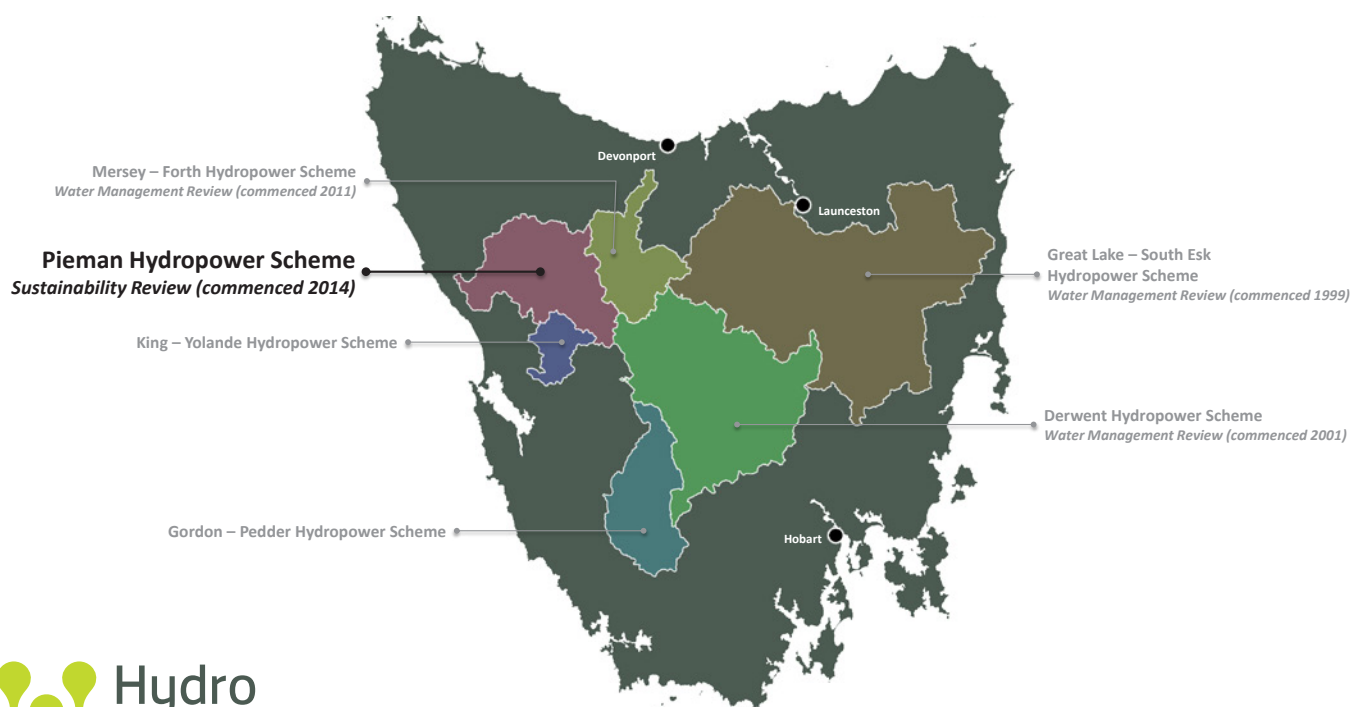 Devonport
Mersey – Forth Hydropower Scheme
Water Management Review (commenced 2011)
Launceston
Pieman Hydropower Scheme
Sustainability Review (commenced 2014)
Great Lake – South Esk
Hydropower Scheme
Water Management Review (commenced 1999)
King – Yolande Hydropower Scheme
Derwent Hydropower Scheme
Water Management Review (commenced 2001)
Gordon – Pedder Hydropower Scheme
Hobart
Hydro